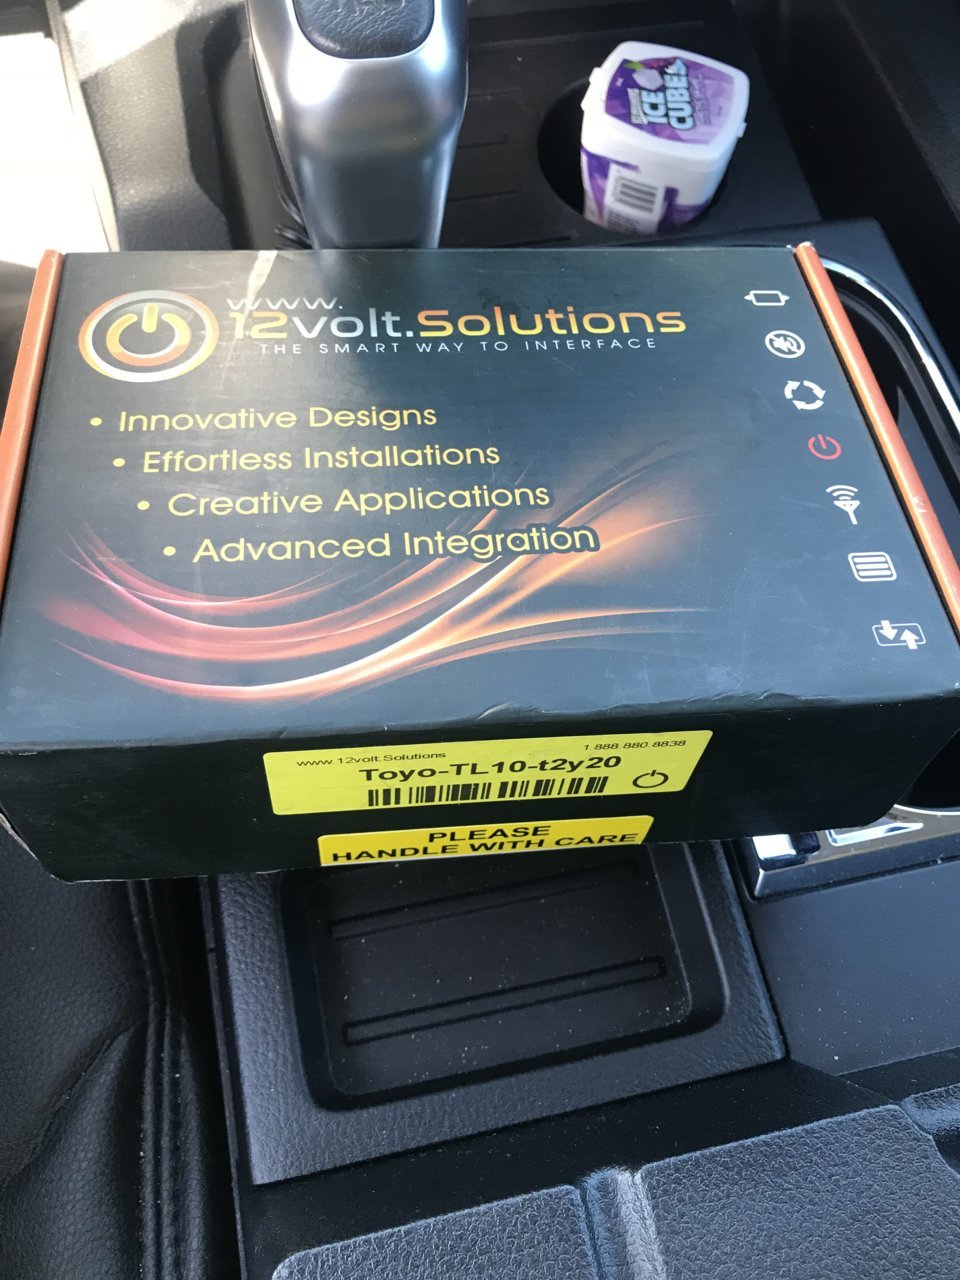 ICE
CUBES
www.
12volt.Solutions
THE SMART WAY TO INTERFACE
• Innovative Designs
• Effortless Installations
• Creative Applications
• Advanced Integration
www.12volt.Solutions
1.888.880.8838
Toyo-TL10-t2y20
PLEASE
HANDLE WITH CARE